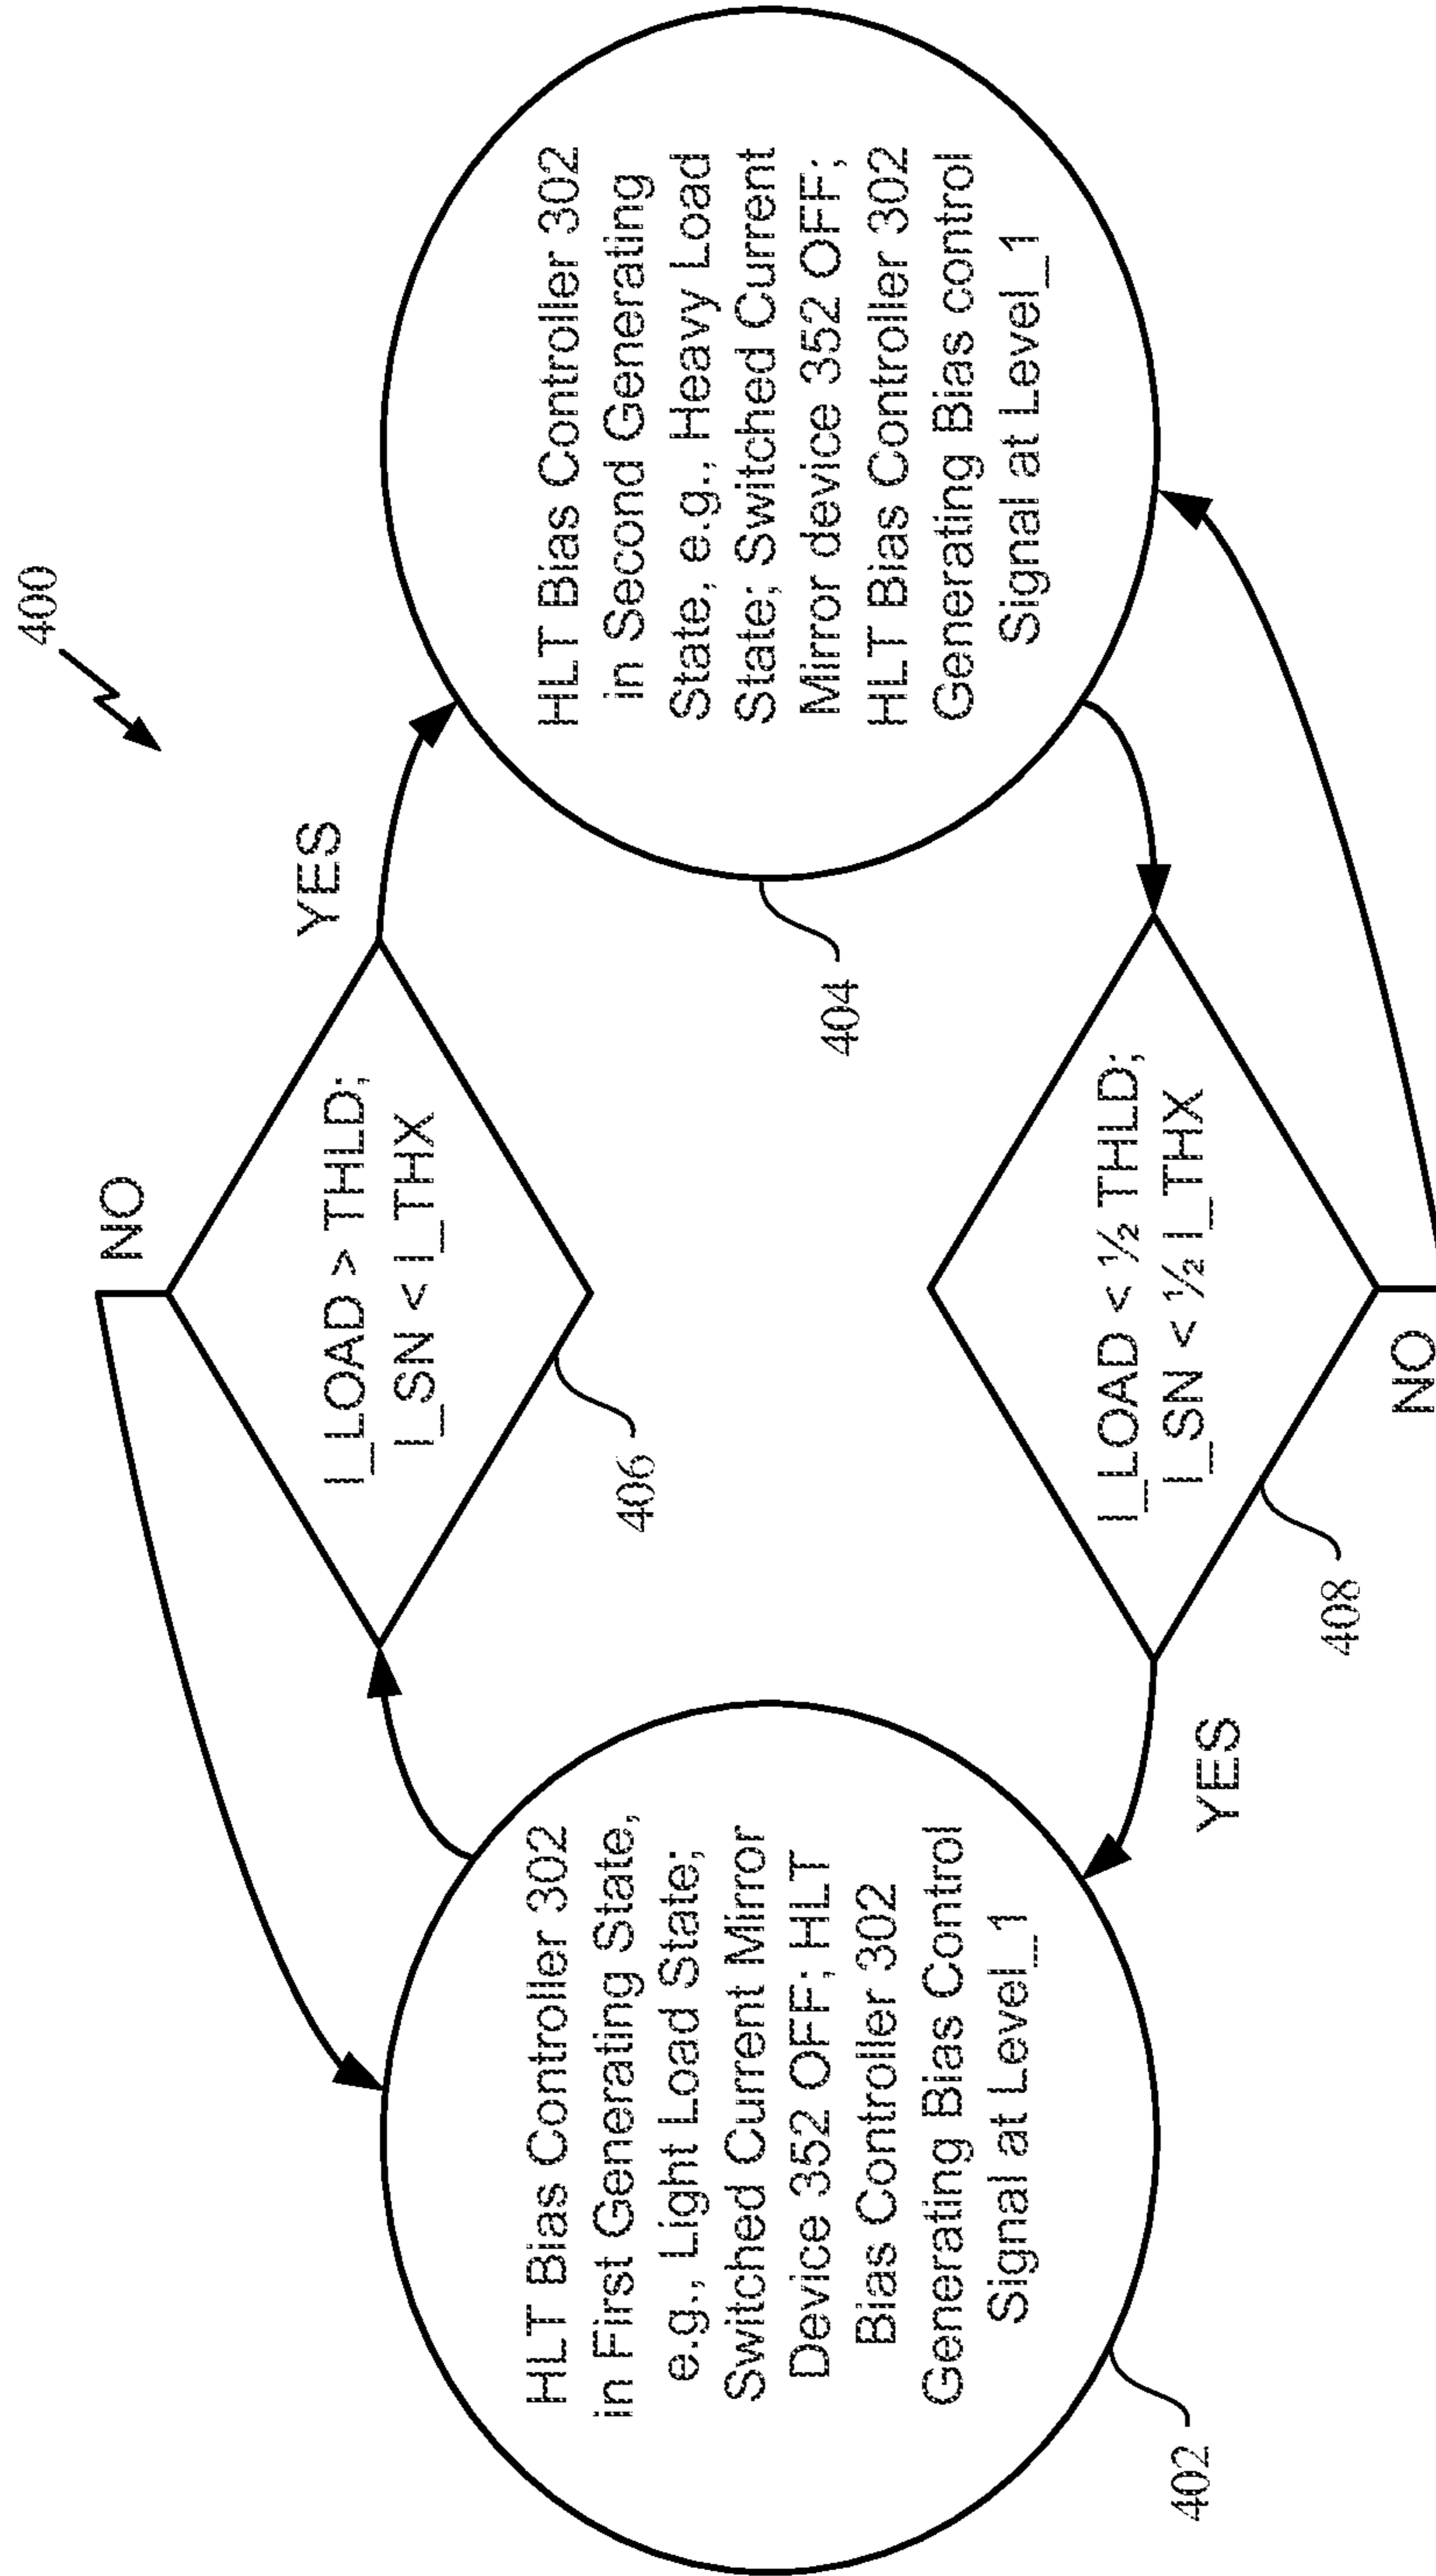 400
NO
I_LOAD > THLD;
I_SN < I_THX
YES
406
HLT Bias Controller 302
in First Generating State,
e.g., Light Load State;
Switched Current Mirror
Device 352 OFF; HLT
Bias Controller 302
Generating Bias Control
Signal at Level_1
402
HLT Bias Controller 302
in Second Generating
State, e.g., Heavy Load
State; Switched Current
Mirror device 352 OFF;
HLT Bias Controller 302
Generating Bias control
Signal at Level_1
404
I_LOAD < ½ THLD;
I_SN < ½ I_THX
YES
408
NO